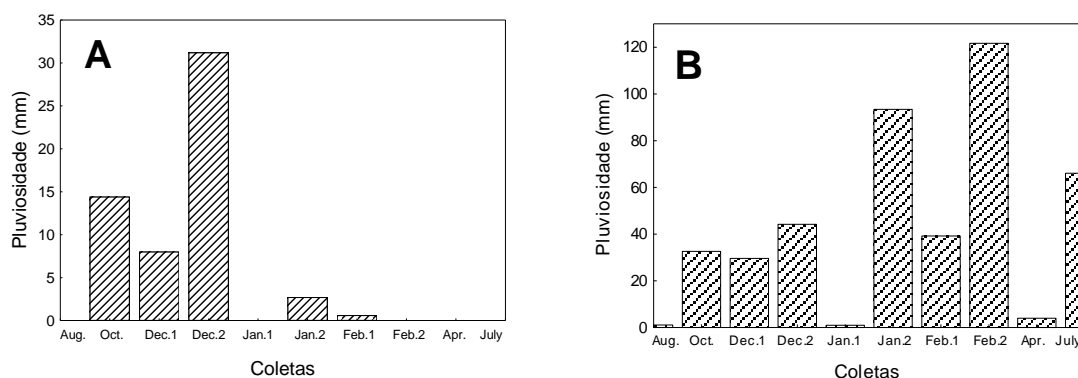 A
Pluviosidade (mm)
35
30
25
20
15
10
5
0
Aug. Oct. Dec.1 Dec.2 Jan.1 Jan.2 Feb.1 Feb.2 Apr. July
Coletas
B
Pluviosidade (mm)
120
100
80
60
40
20
0
Aug. Oct. Dec.1 Dec.2 Jan.1 Jan.2 Feb.1 Feb.2 Apr. July
Coletas